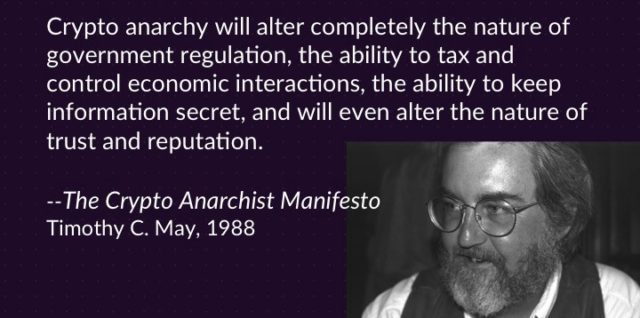 Crypto anarchy will alter completely the nature of
government regulation, the ability to tax and
control economic interactions, the ability to keep
information secret, and will even alter the nature of
trust and reputation.
--The Crypto Anarchist Manifesto
Timothy C. May, 1988